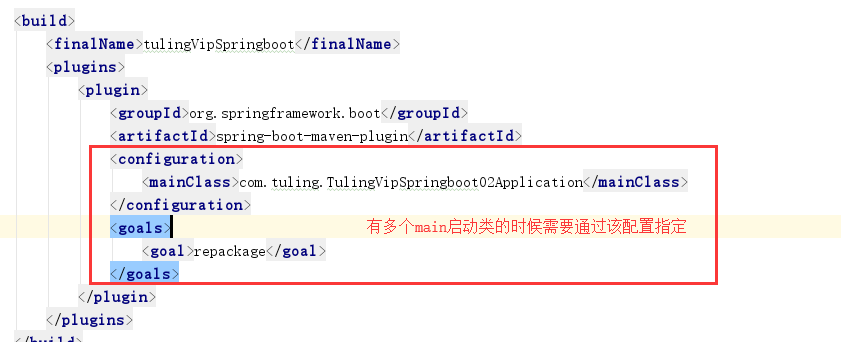 <build>
<finalName>tulingVipSpringboot</finalName>
<plugins>
<plugin>
<groupId>org.springframework.boot</groupId>
<artifactId>spring-boot-maven-plugin</artifactId>
<configuration>
<mainClass>com.tuling.TulingVipSpringboot02Application</mainClass>
</configuration>
<goals> 有多个main启动类的时候需要通过该配置指定
<goal>repackage</goal>
</goals>
</plugin>
</plugins>
</build>